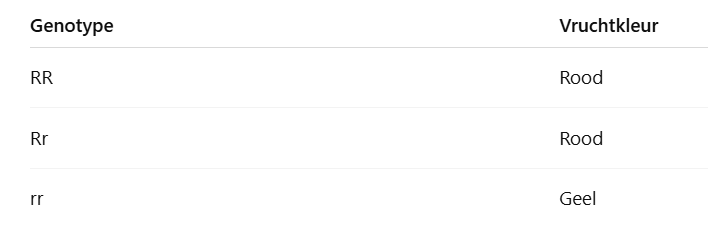 Genotype Vruchtkleur
RR Rood
Rr Rood
rr Geel